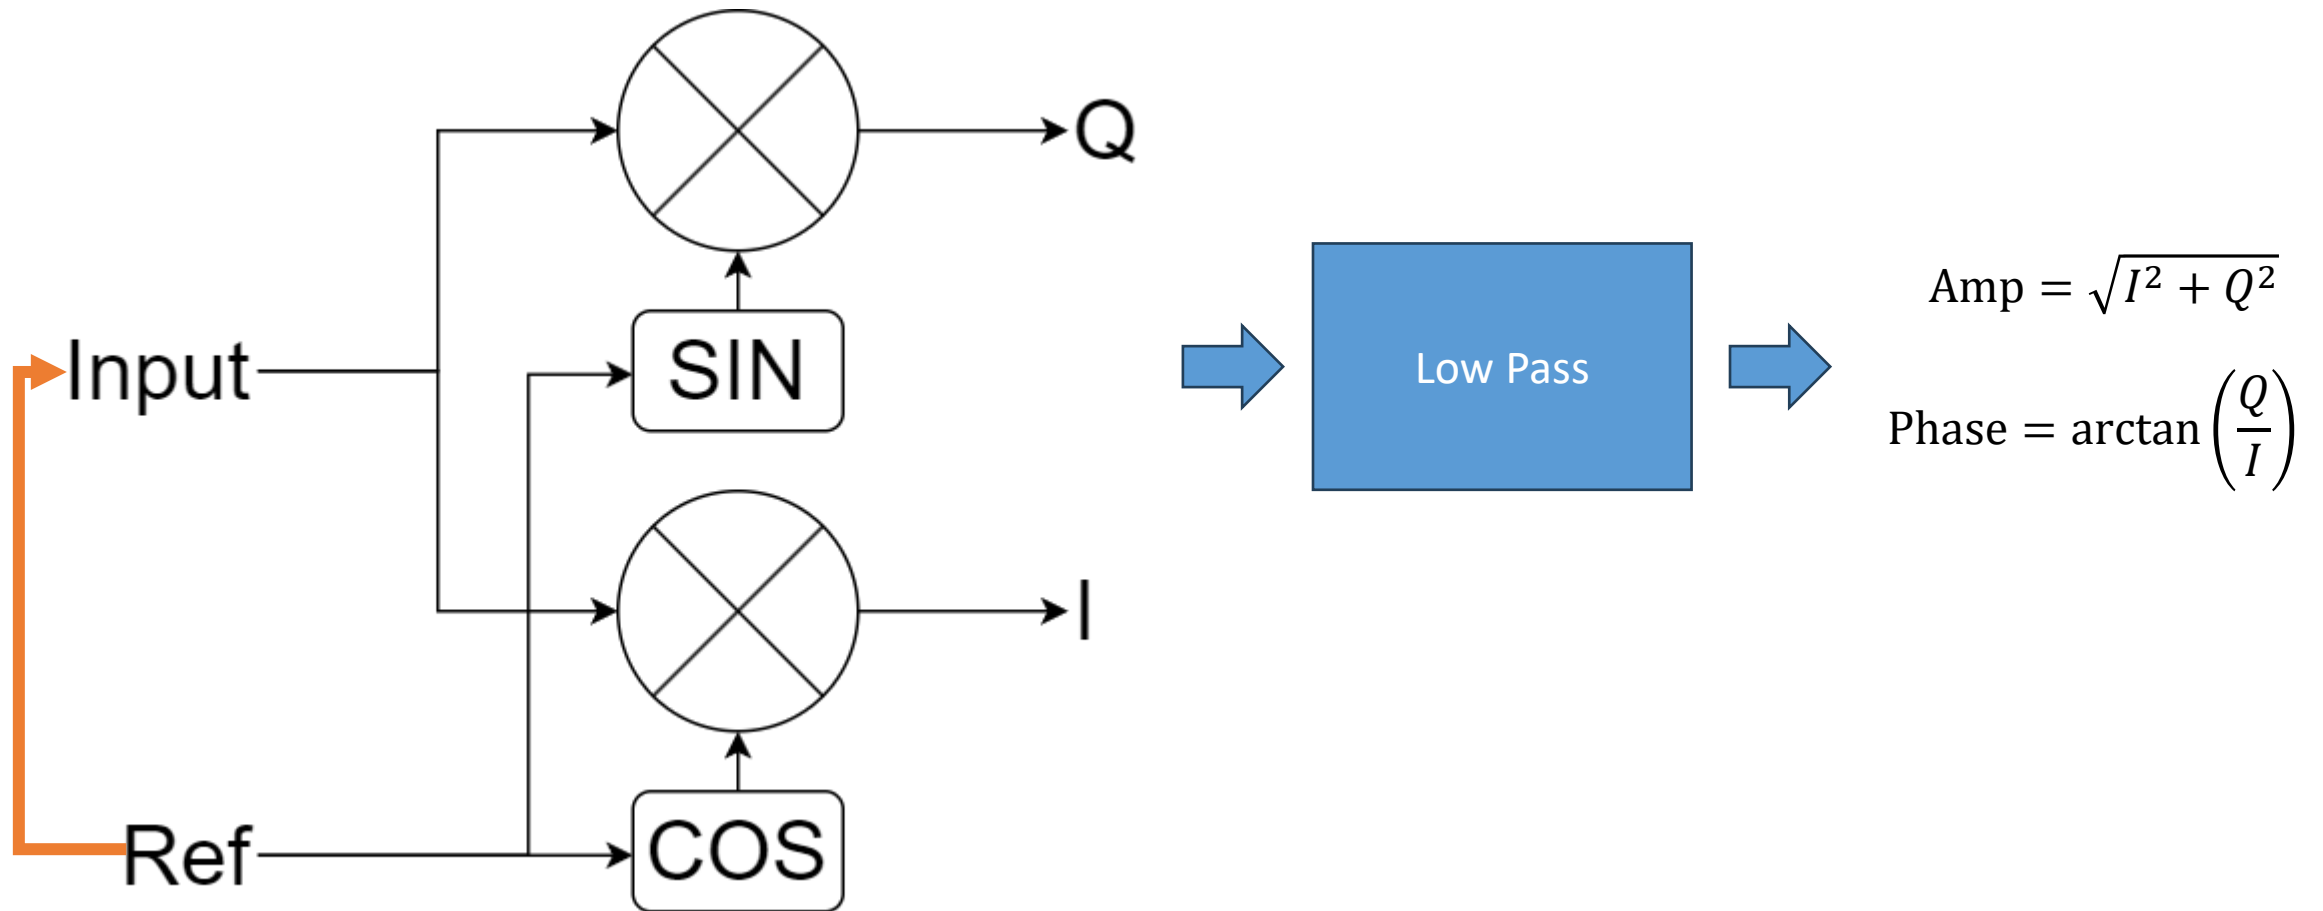 Q
Input
SIN
I
Ref
COS
Low Pass
Amp = √(I² + Q²)
Phase = arctan(Q/I)